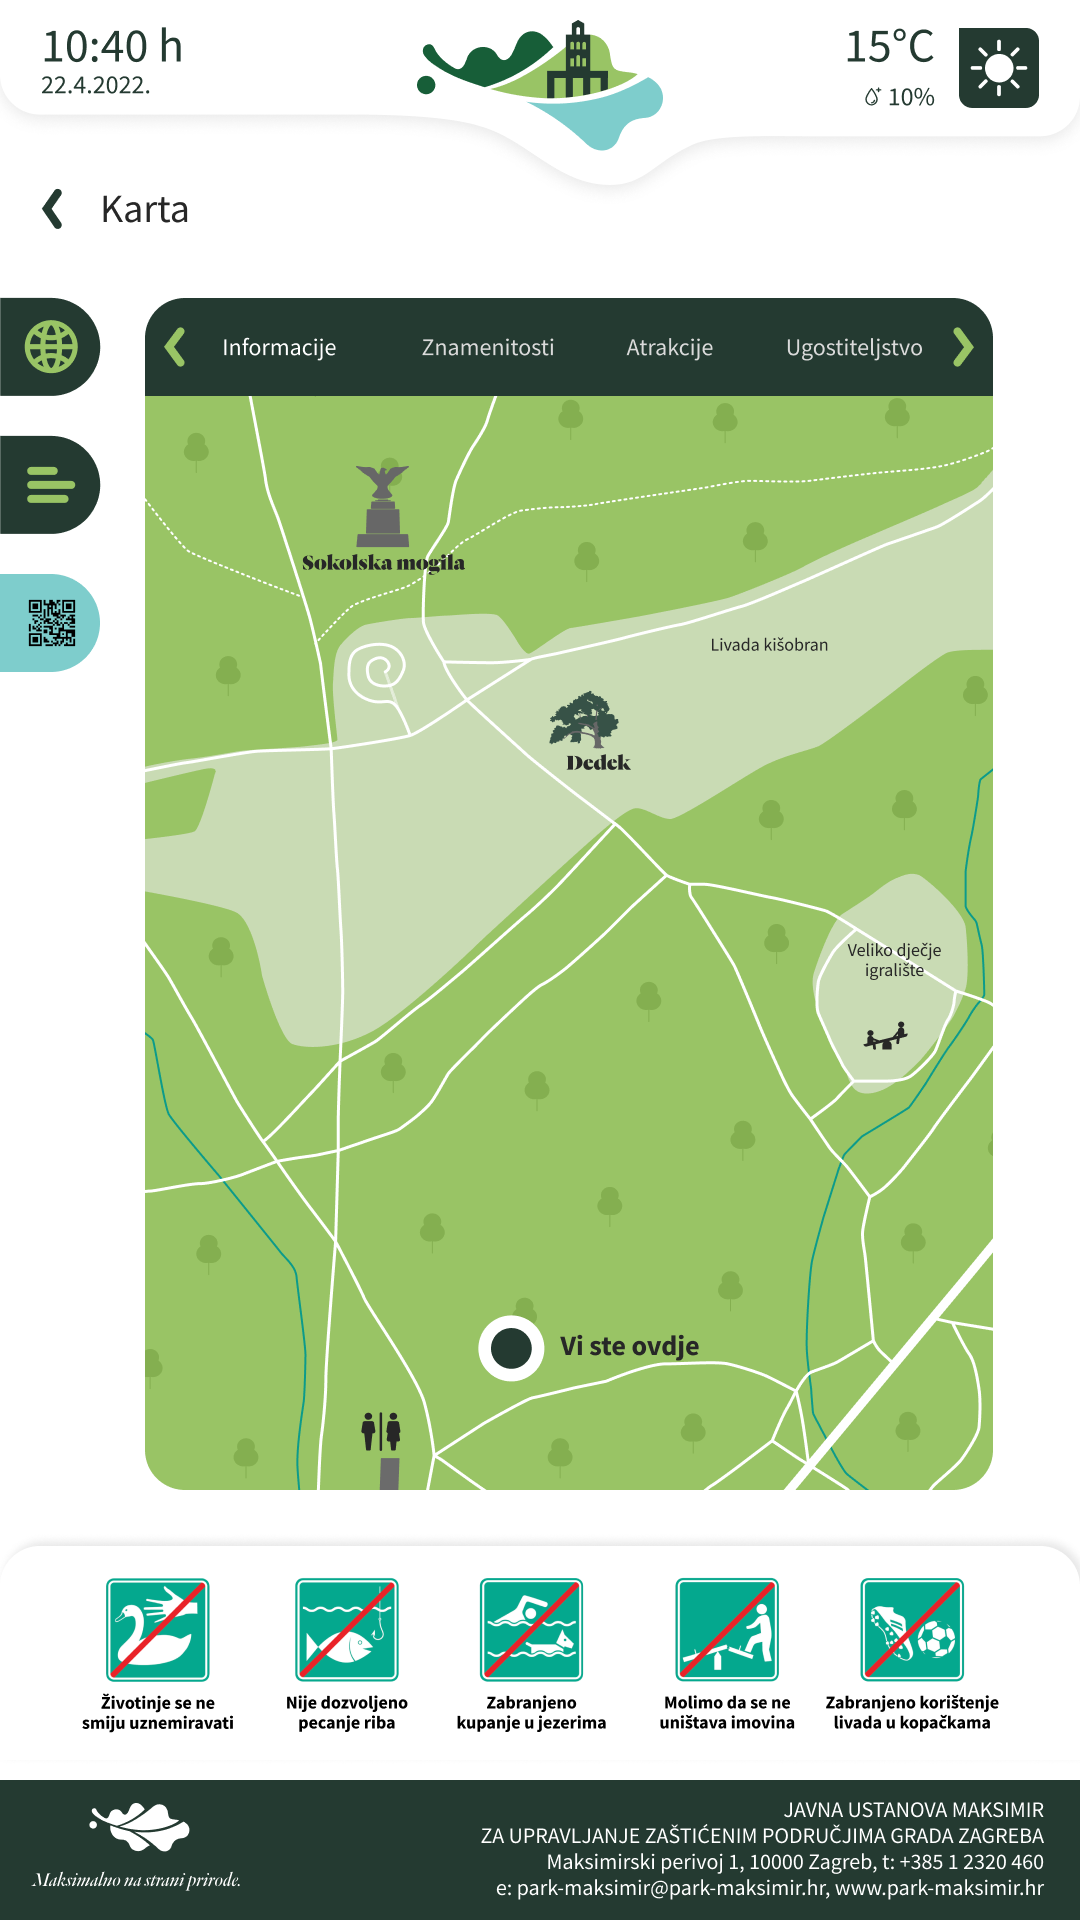 10:40 h
22.4.2022.
15°C
10%
Karta
Informacije
Znamenitosti
Atrakcije
Ugostiteljstvo
Sokolska mogila
Livada kišobran
Dedek
Veliko dječje
igralište
Vi ste ovdje
Životinje se ne
smiju uznemiravati
Nije dozvoljeno
pecanje riba
Zabranjeno
kupanje u jezerima
Molimo da se ne
uništava imovina
Zabranjeno korištenje
livada u kopačkama
Maksimalno na strani prirode.
JAVNA USTANOVA MAKSIMIR
ZA UPRAVLJANJE ZAŠTIĆENIM PODRUČJIMA GRADA ZAGREBA
Maksimirski perivoj 1, 10000 Zagreb, t: +385 1 2320 460
e: park-maksimir@park-maksimir.hr, www.park-maksimir.hr